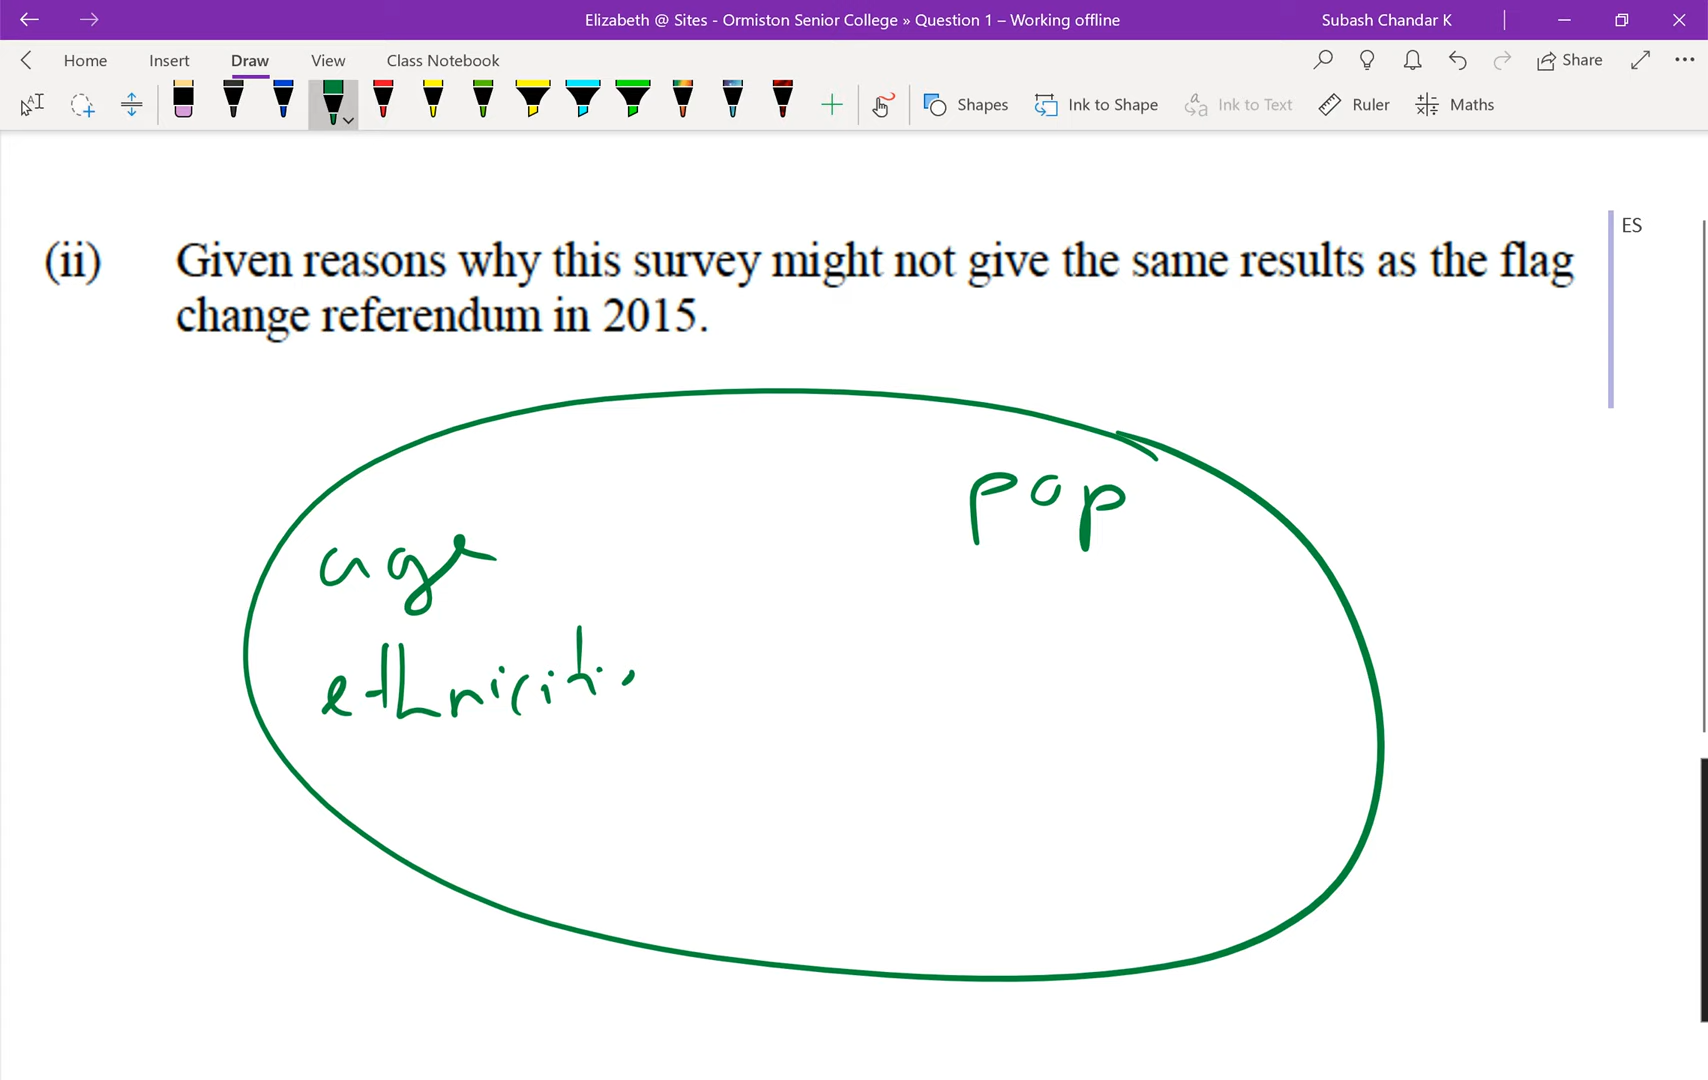 Elizabeth @ Sites - Ormiston Senior College » Question 1 – Working offline
Subash Chandar K
Home Insert Draw View Class Notebook
Share
Shapes Ink to Shape Ink to Text Ruler Maths
ES
(ii) Given reasons why this survey might not give the same results as the flag
change referendum in 2015.
pop
age
ethniciti